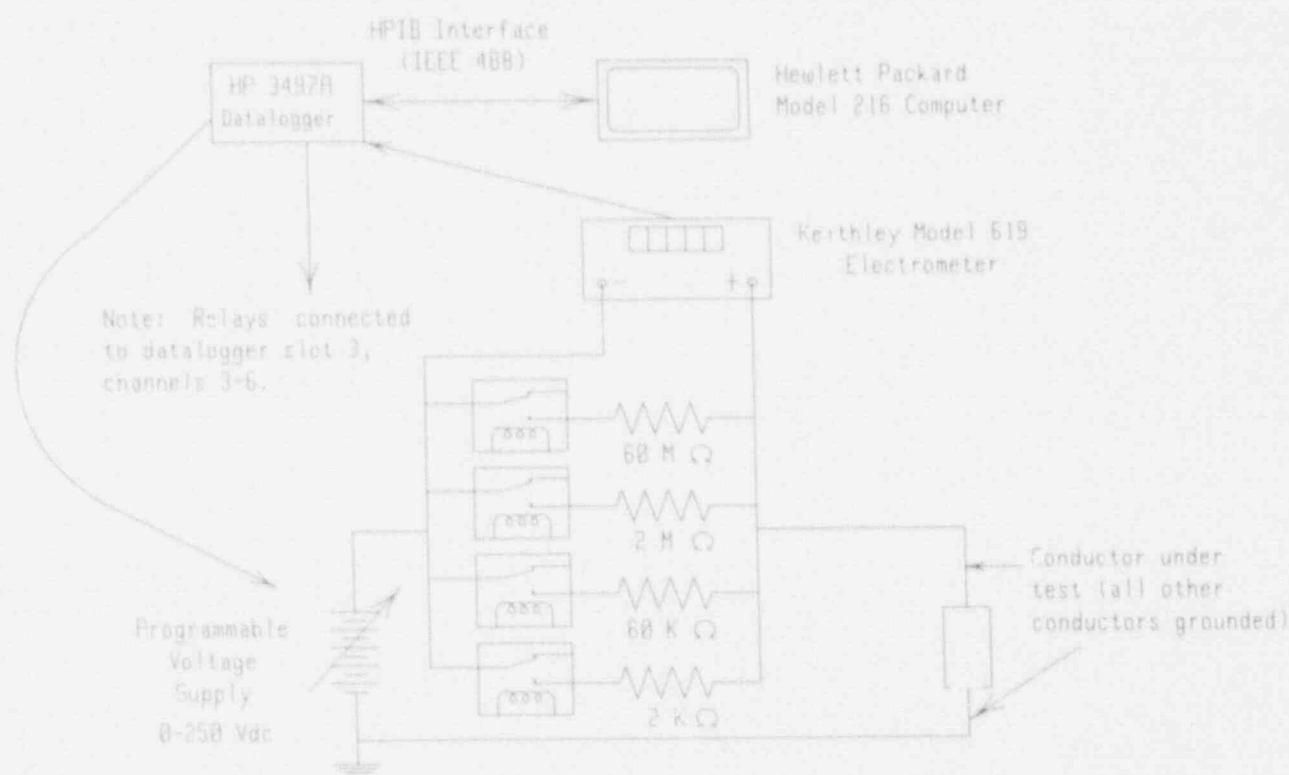 HPIB Interface
(IEEE 488)
HP 3497A
Datalogger
Hewlett Packard
Model 216 Computer
Keithley Model 619
Electrometer
- +
Note: Relays connected
to datalogger slot 3,
channels 3-6.
60 M Ω
2 M Ω
60 K Ω
2 K Ω
Conductor under
test (all other
conductors grounded)
Programmable
Voltage
Supply
0-250 Vdc